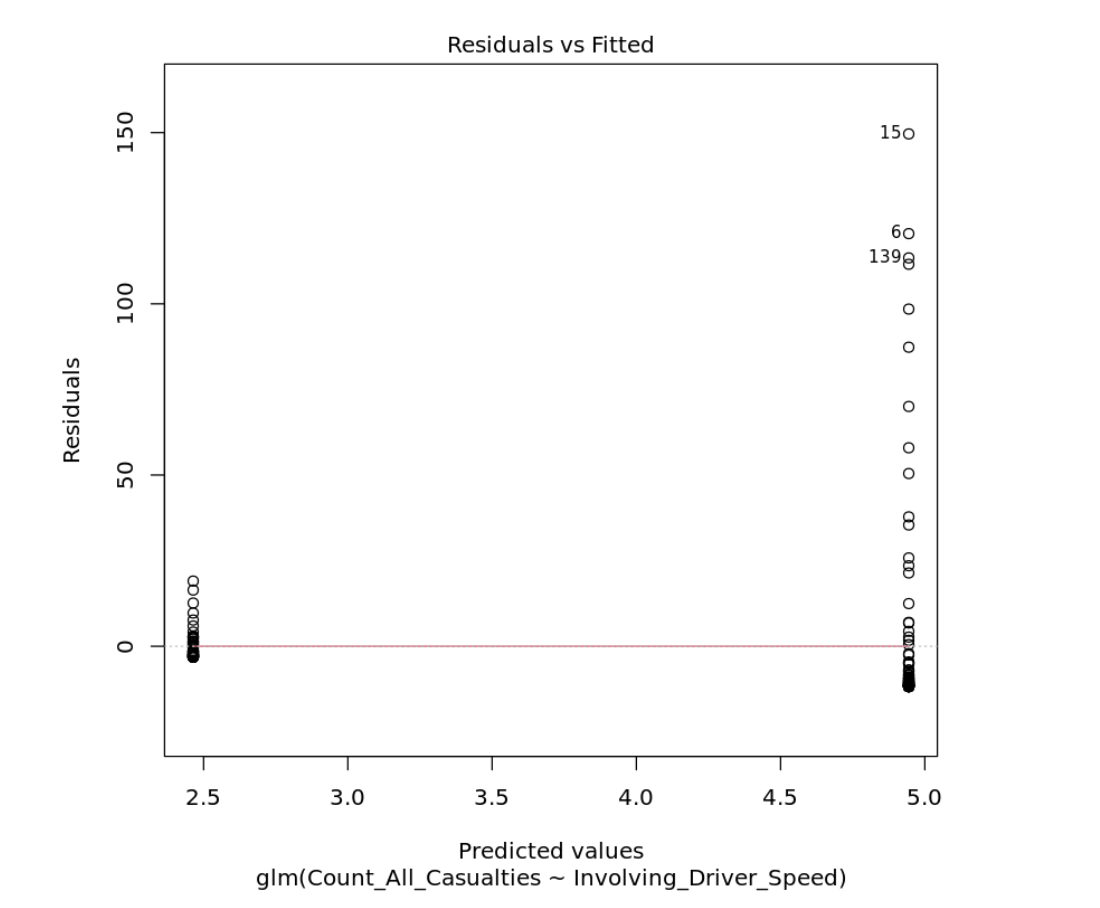 Residuals vs Fitted
150
100
50
0
Residuals
15
6
139
2.5 3.0 3.5 4.0 4.5 5.0
Predicted values
glm(Count_All_Casualties ~ Involving_Driver_Speed)